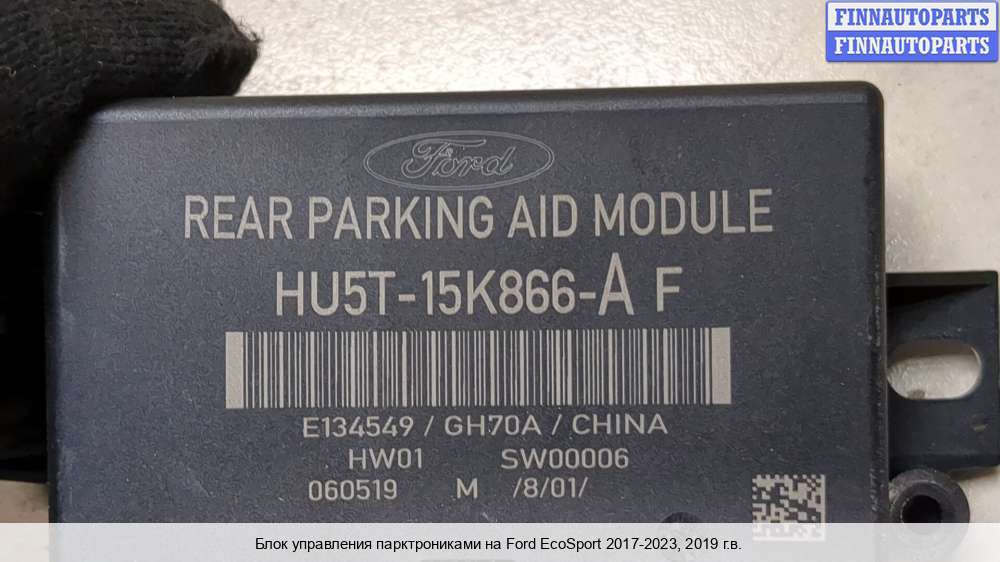 FINNAUTOPARTS
FINNAUTOPARTS
Ford
REAR PARKING AID MODULE
HU5T-15K866-A F
E134549 / GH70A / CHINA
HW01 SW00006
060519 M /8/01/
Блок управления парктрониками на Ford EcoSport 2017-2023, 2019 г.в.